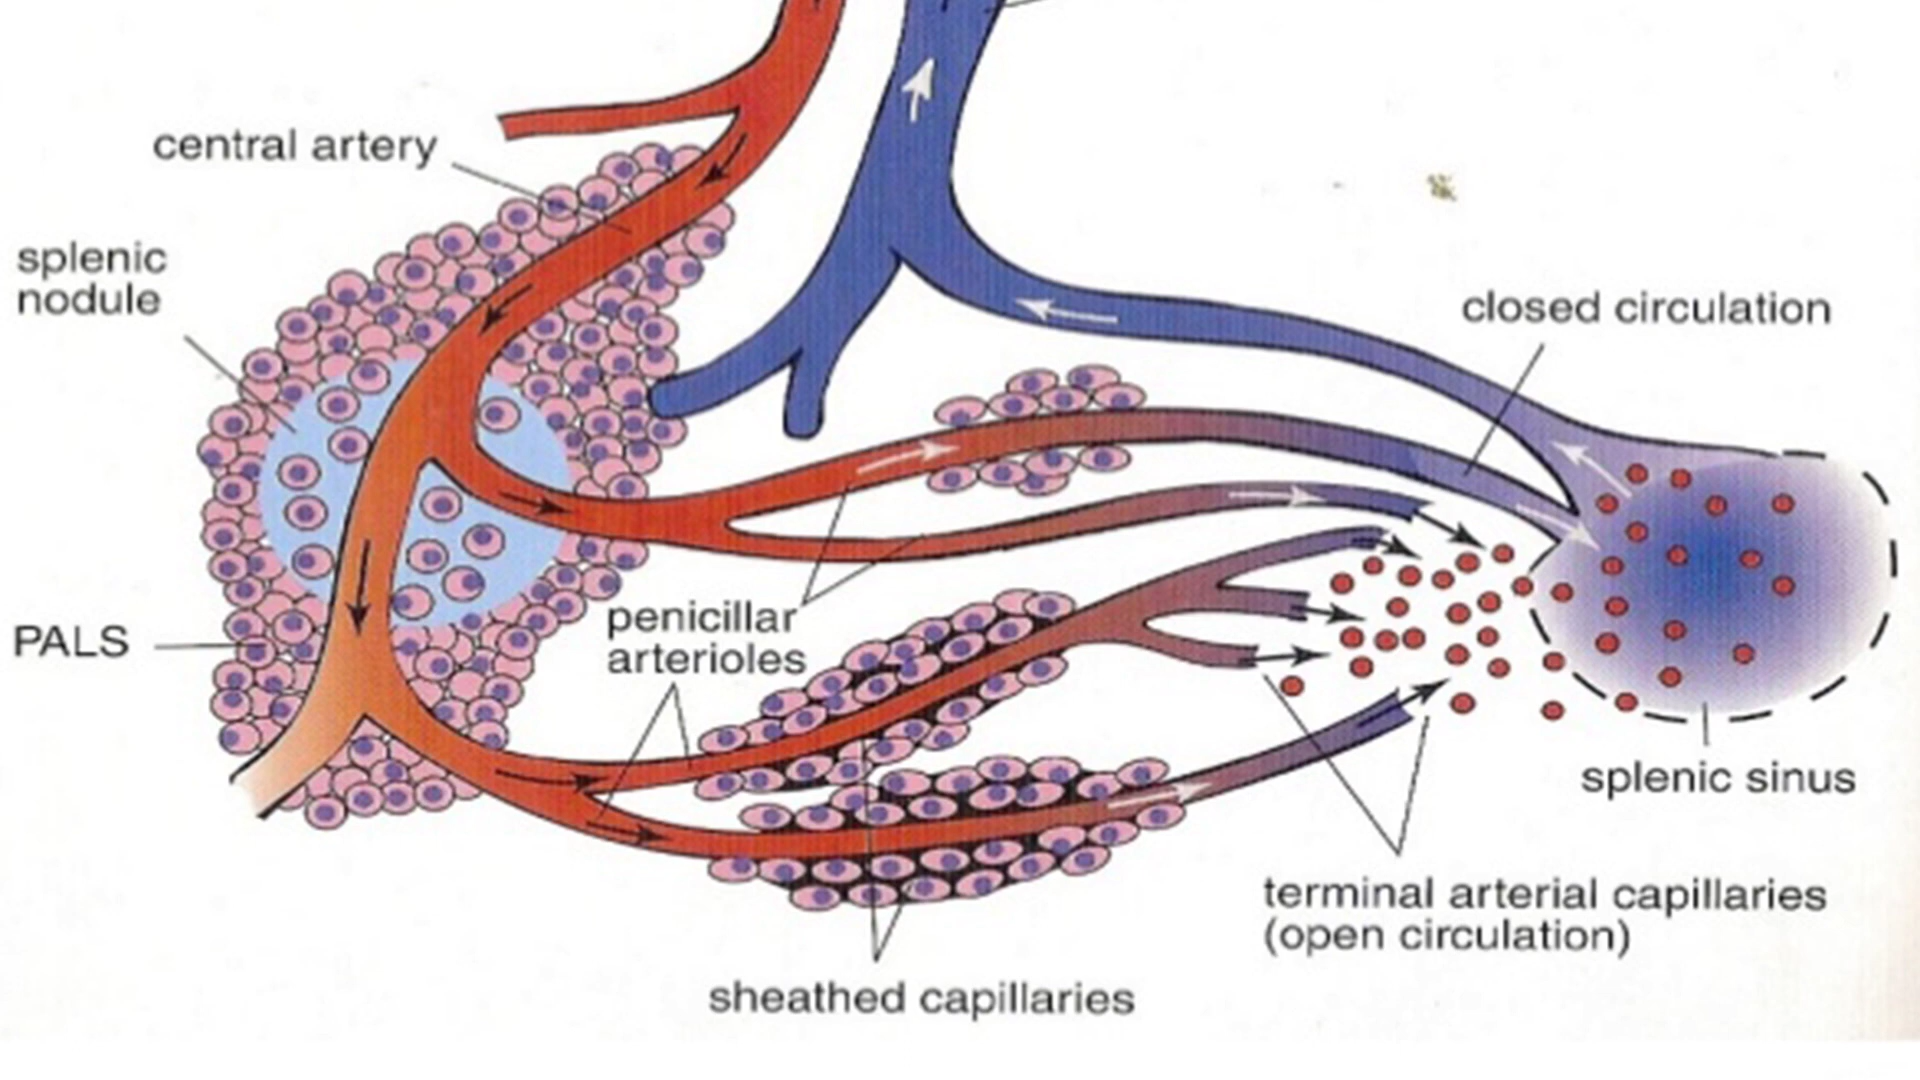 central artery
splenic
nodule
closed circulation
penicillar
arterioles
PALS
splenic sinus
terminal arterial capillaries
(open circulation)
sheathed capillaries